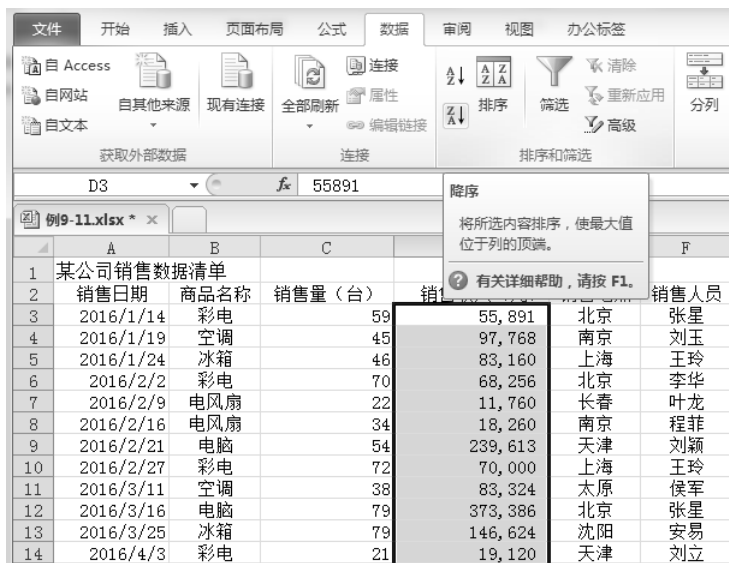 文件 开始 插入 页面布局 公式 数据 审阅 视图 办公标签
自 Access
自网站
自文本
自其他来源
现有连接
获取外部数据
全部刷新
连接
属性
编辑链接
连接
排序
筛选
清除
重新应用
高级
排序和筛选
分列
D3 fx 55891
降序
将所选内容排序，使最大值
位于列的顶端。
有关详细帮助，请按 F1。
例9-11.xlsx *
A B C F
1 某公司销售数据清单
2 销售日期 商品名称 销售量（台） 销售人员
3 2016/1/14 彩电 59 55,891 北京 张星
4 2016/1/19 空调 45 97,768 南京 刘玉
5 2016/1/24 冰箱 46 83,160 上海 王玲
6 2016/2/2 彩电 70 68,256 北京 李华
7 2016/2/9 电风扇 22 11,760 长春 叶龙
8 2016/2/16 电风扇 34 18,260 南京 程菲
9 2016/2/21 电脑 54 239,613 天津 刘颖
10 2016/2/27 彩电 72 70,000 上海 王玲
11 2016/3/11 空调 38 83,324 太原 侯军
12 2016/3/16 电脑 79 373,386 北京 张星
13 2016/3/25 冰箱 79 146,624 沈阳 安易
14 2016/4/3 彩电 21 19,120 天津 刘立